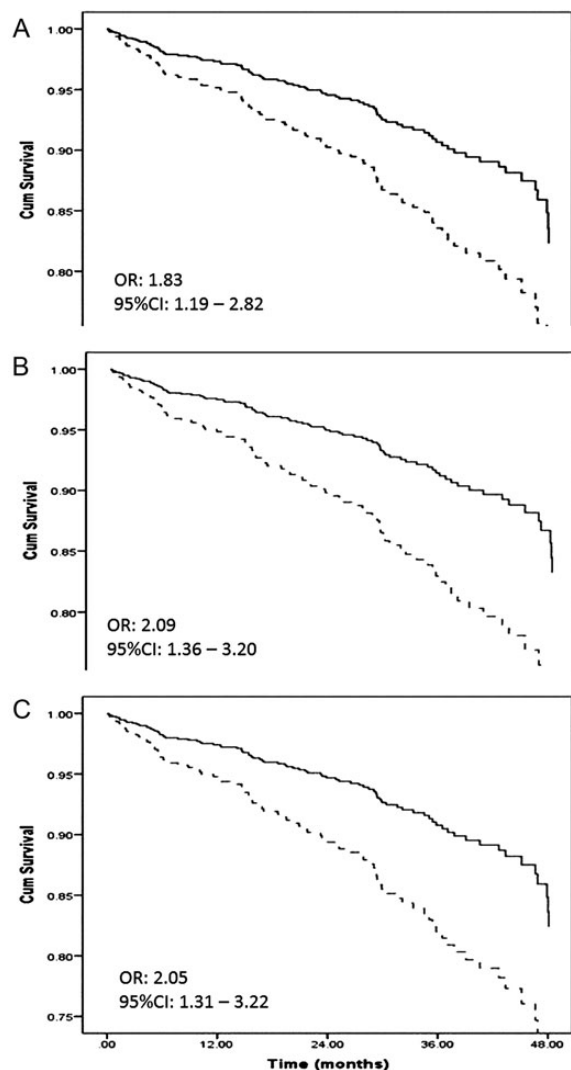 A
1.00
0.95
0.90
0.85
0.80
Cum Survival
OR: 1.83
95%CI: 1.19 – 2.82
B
1.00
0.95
0.90
0.85
0.80
Cum Survival
OR: 2.09
95%CI: 1.36 – 3.20
C
1.00
0.95
0.90
0.85
0.80
0.75
Cum Survival
OR: 2.05
95%CI: 1.31 – 3.22
.00 12.00 24.00 36.00 48.00
Time (months)